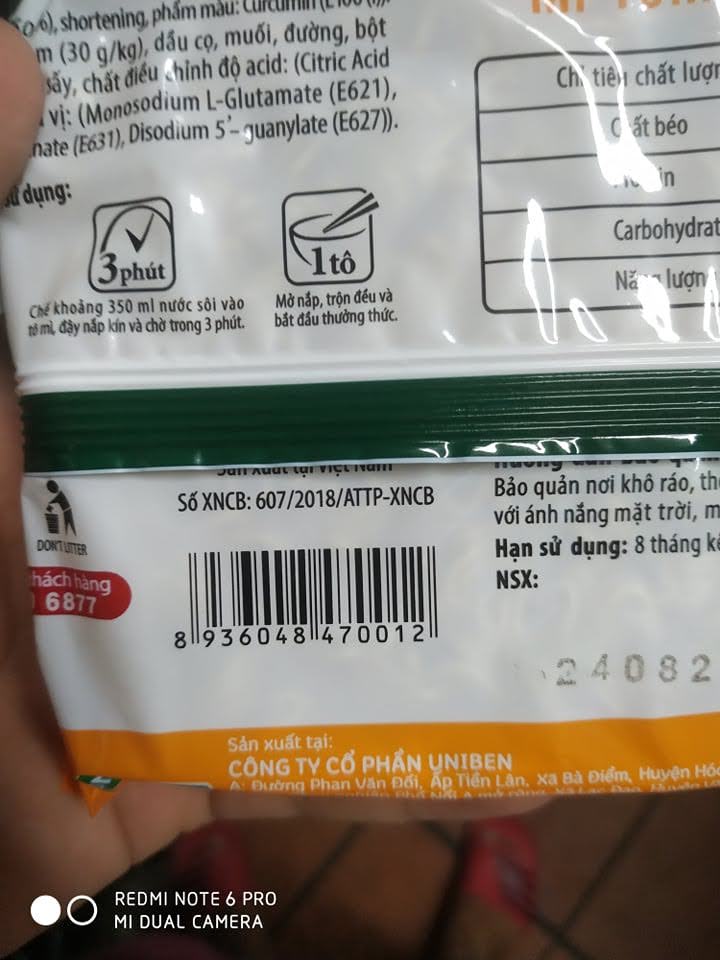 shortening, phẩm màu: Curcumin
m (30 g/kg), dầu cọ, muối, đường, bột
sấy, chất điều chỉnh độ acid: (Citric Acid
vị: (Monosodium L-Glutamate (E621),
nate (E631), Disodium 5'-guanylate (E627)).
dụng:
3 phút
1 tô
Chế khoảng 350 ml nước sôi vào
tô mì, đậy nắp kín và chờ trong 3 phút.
Mở nắp, trộn đều và
bắt đầu thưởng thức.
Chỉ tiêu chất lượn
Chất béo
Carbohydrat
Năng lượn
Sản xuất tại Việt Nam
Số XNCB: 607/2018/ATTP-XNCB
DON'T LITTER
khách hàng
6877
8 936048 470012
Bảo quản nơi khô ráo, th
với ánh nắng mặt trời, m
Hạn sử dụng: 8 tháng k
NSX:
24082
Sản xuất tại:
CÔNG TY CỔ PHẦN UNIBEN
A: Đường Phan Văn Đối, Ấp Tiền Lân, Xã Bà Điểm, Huyện Hóc
REDMI NOTE 6 PRO
MI DUAL CAMERA